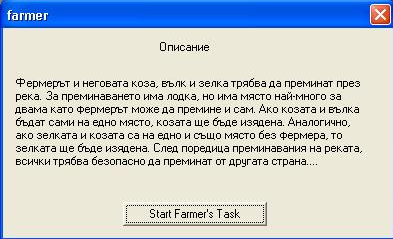 farmer
Описание
Фермерът и неговата коза, вълк и зелка трябва да преминат през
река. За преминаването има лодка, но има място най-много за
двама като фермерът може да премине и сам. Ако козата и вълка
бъдат сами на едно място, козата ще бъде изядена. Аналогично,
ако зелката и козата са на едно и също място без фермера, то
зелката ще бъде изядена. След поредица преминавания на реката,
всички трябва безопасно да преминат от другата страна....
Start Farmer's Task